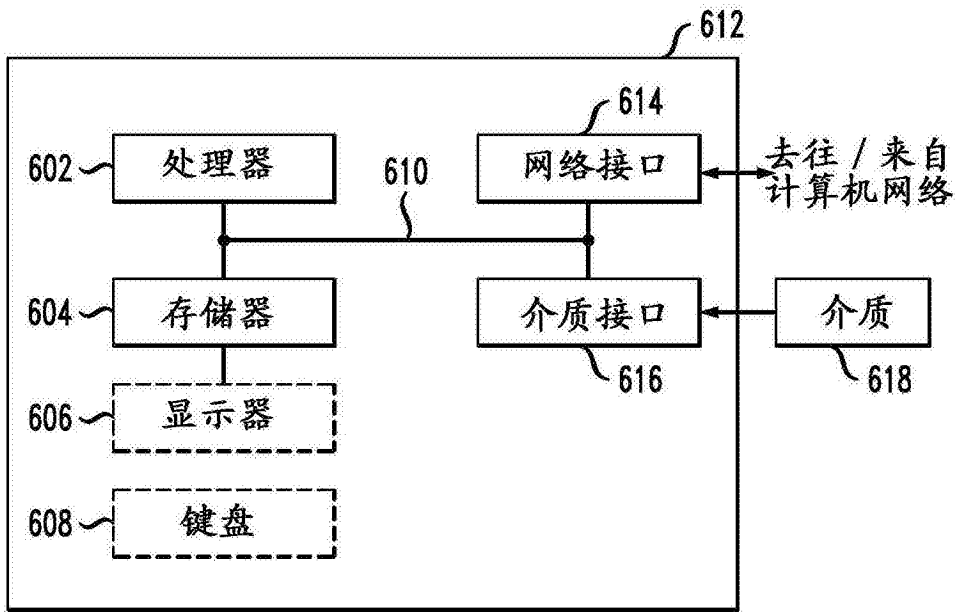 612
614
602
处理器
610
网络接口
去往 / 来自
计算机网络
604
存储器
介质接口
介质
616
618
606
显示器
608
键盘